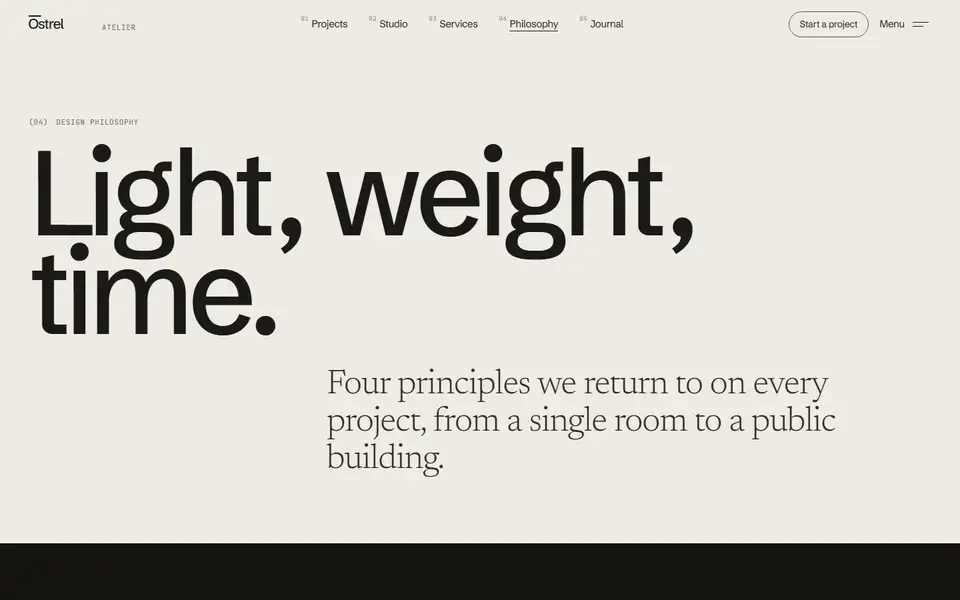 Ōstrel
ATELIER
01 Projects
02 Studio
03 Services
04 Philosophy
05 Journal
Start a project
Menu
(04) DESIGN PHILOSOPHY
Light, weight,
time.
Four principles we return to on every
project, from a single room to a public
building.